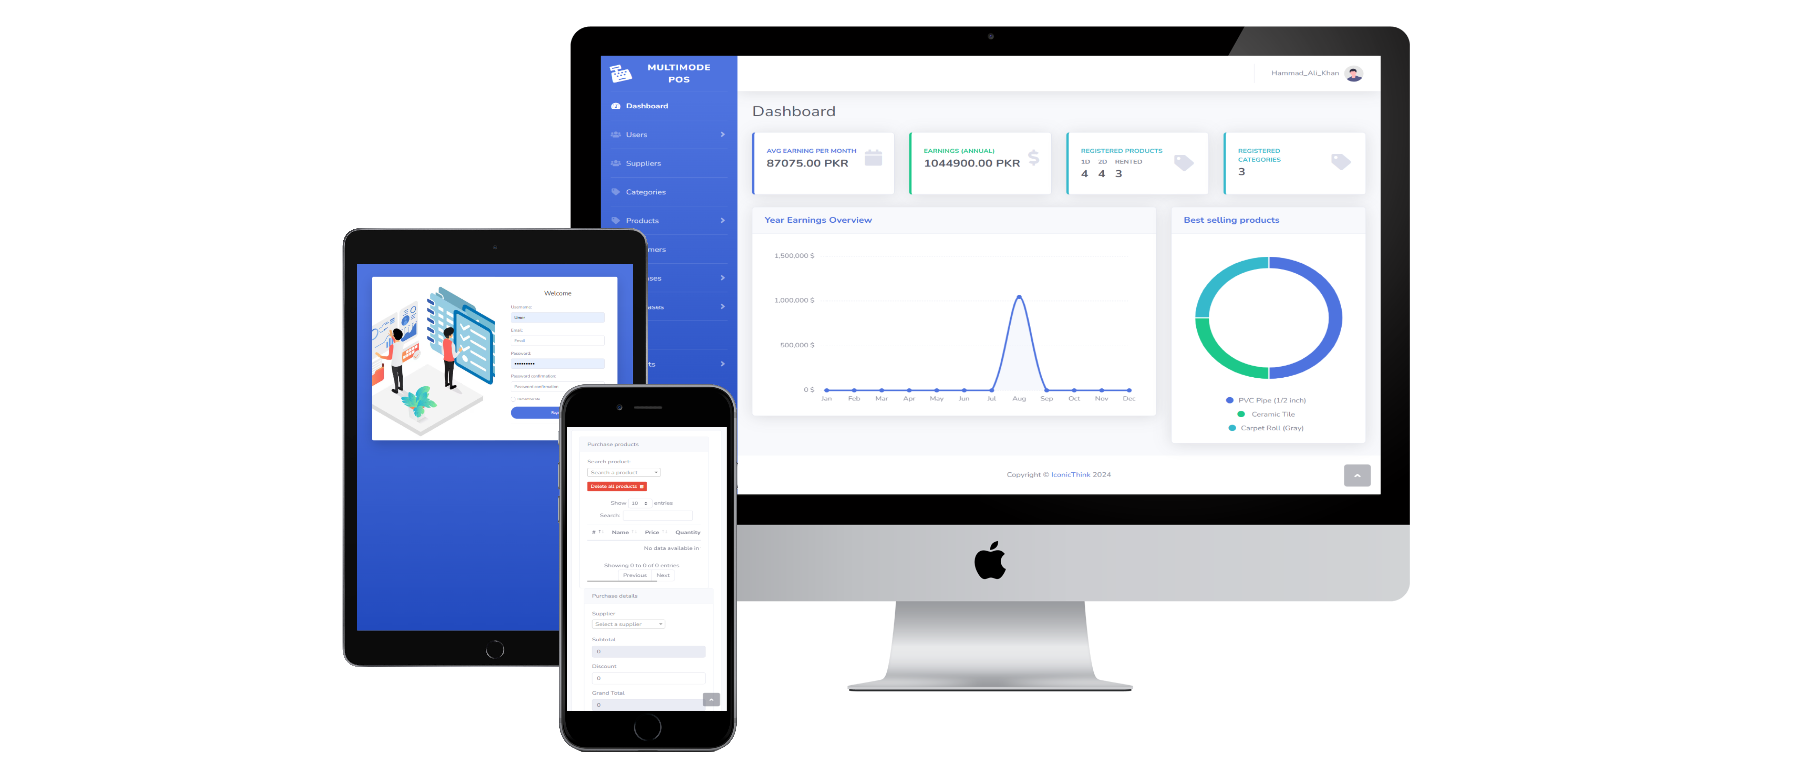 MULTIMODE
POS
Dashboard
Users
Suppliers
Categories
Products
mers
ses
ases
ts
Hammad_Ali_Khan
Dashboard
AVG EARNING PER MONTH
87075.00 PKR
EARNINGS (ANNUAL)
1044900.00 PKR
REGISTERED PRODUCTS
1D 2D RENTED
4 4 3
REGISTERED
CATEGORIES
3
Year Earnings Overview
1,500,000 $
1,000,000 $
500,000 $
0 $
Jan Feb Mar Apr May Jun Jul Aug Sep Oct Nov Dec
Best selling products
PVC Pipe (1/2 inch)
Ceramic Tile
Carpet Roll (Gray)
Copyright © IconicThink 2024
Welcome
Username:
Email:
Email
Password:
Password confirmation:
Password confirmation
Purchase products
Search product
Search a product
Delete all products
Show 10 entries
Search:
# Name Price Quantity
No data available in
Showing 0 to 0 of 0 entries
Previous Next
Purchase details
Supplier
Select a supplier
Subtotal
0
Discount
0
Grand Total
0